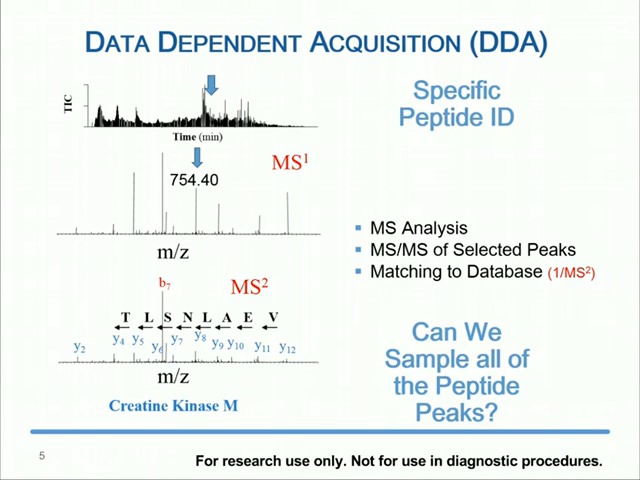 DATA DEPENDENT ACQUISITION (DDA)
TIC
Time (min)
Specific
Peptide ID
MS¹
754.40
m/z
MS Analysis
MS/MS of Selected Peaks
Matching to Database (1/MS²)
b₇
MS²
T L S N L A E V
y₂ y₄ y₅ y₆ y₇ y₈ y₉ y₁₀ y₁₁ y₁₂
m/z
Creatine Kinase M
Can We
Sample all of
the Peptide
Peaks?
5
For research use only. Not for use in diagnostic procedures.